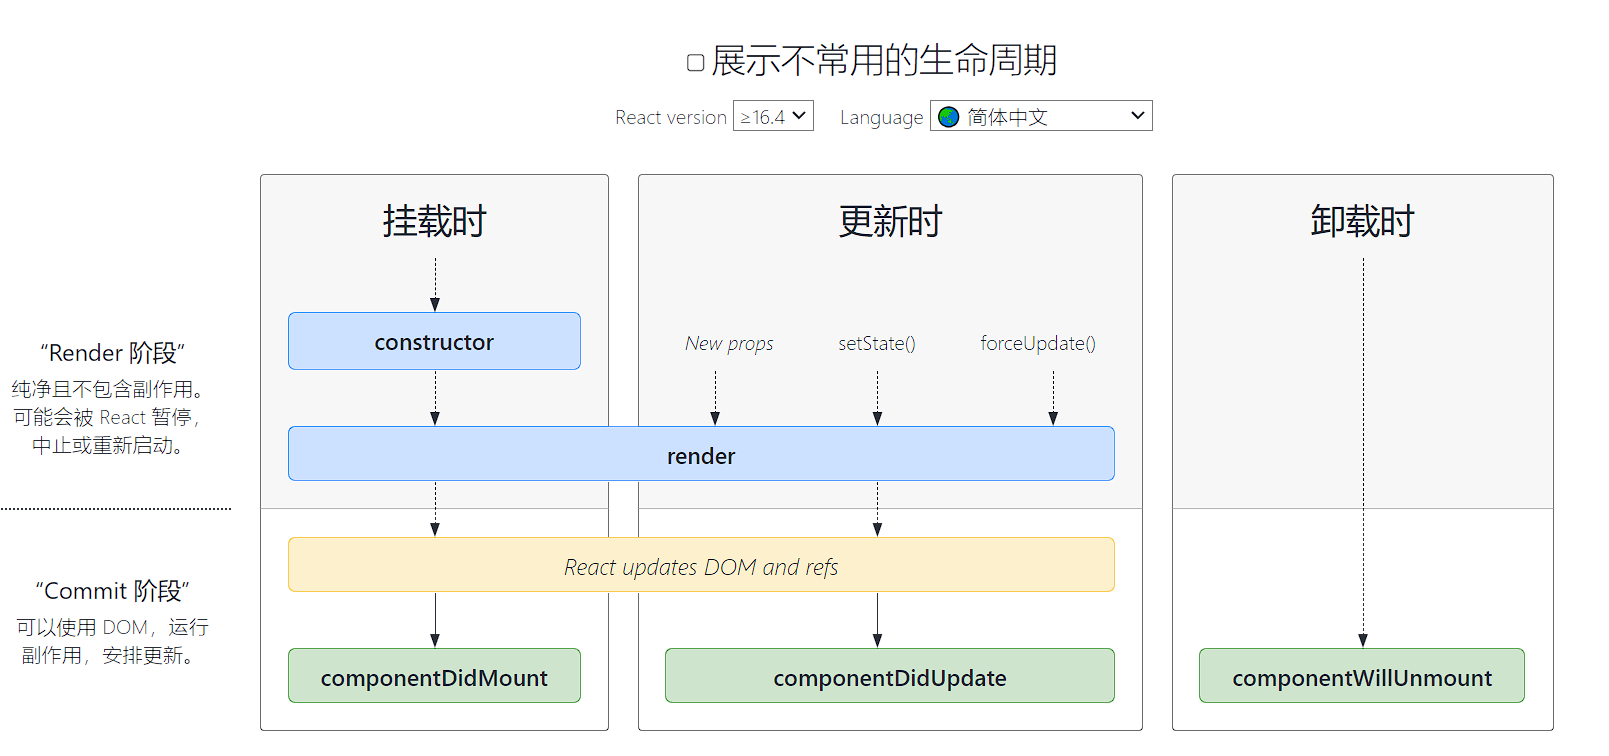 展示不常用的生命周期
React version ≥16.4 Language 简体中文
挂载时
更新时
卸载时
constructor
New props
setState()
forceUpdate()
“Render 阶段”
纯净且不包含副作用。
可能会被 React 暂停，
中止或重新启动。
render
React updates DOM and refs
“Commit 阶段”
可以使用 DOM，运行
副作用，安排更新。
componentDidMount
componentDidUpdate
componentWillUnmount